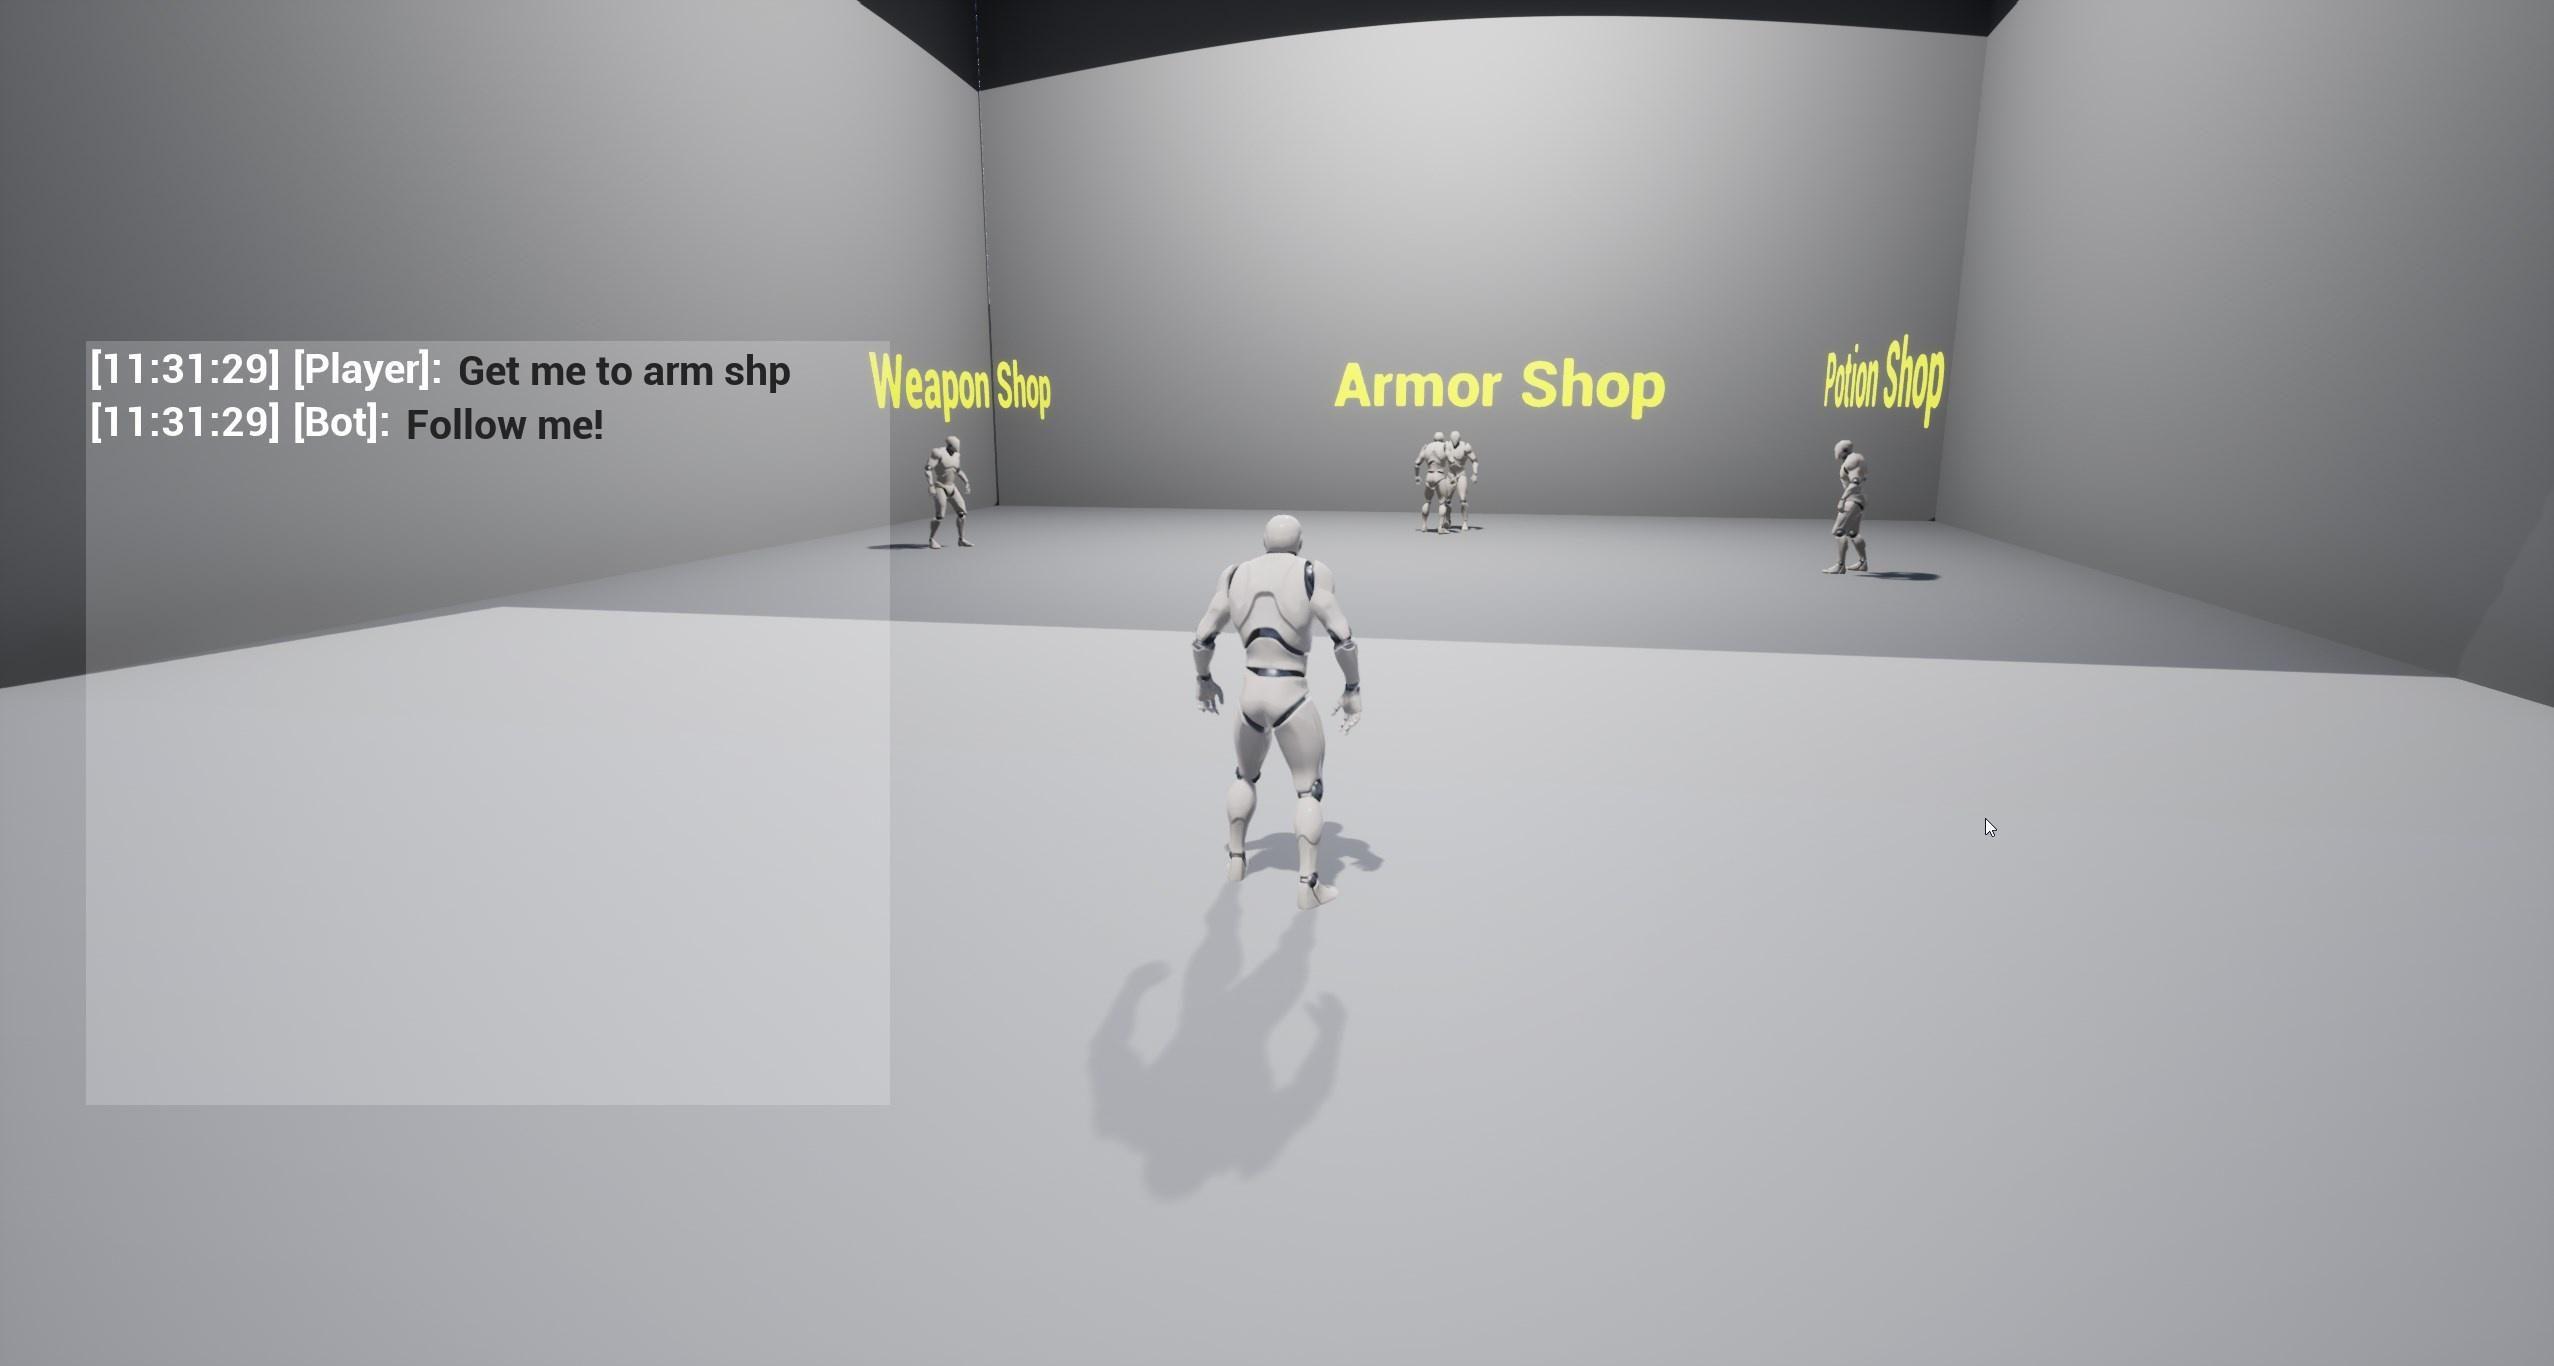 [11:31:29] [Player]: Get me to arm shp
[11:31:29] [Bot]: Follow me!
Weapon Shop
Armor Shop
Potion Shop